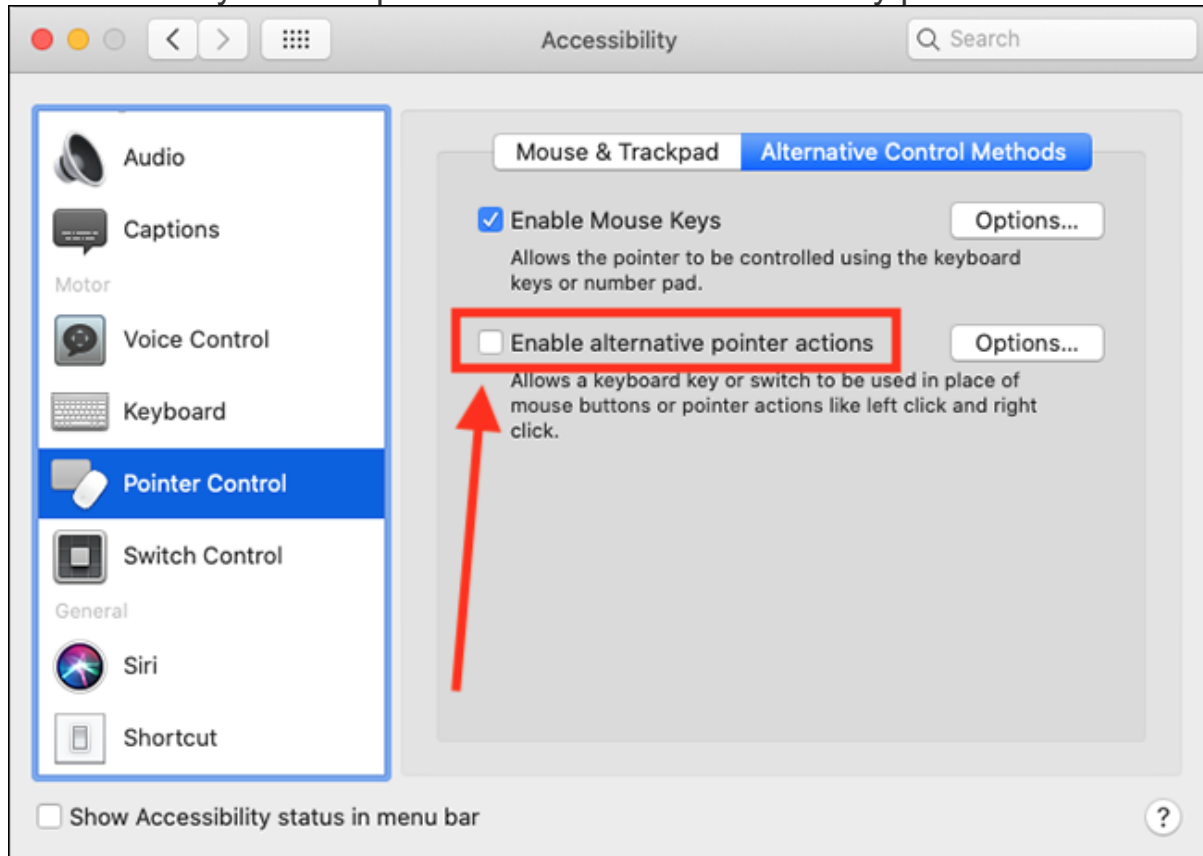 Accessibility
Search
Audio
Captions
Motor
Voice Control
Keyboard
Pointer Control
Switch Control
General
Siri
Shortcut
Mouse & Trackpad
Alternative Control Methods
Enable Mouse Keys
Options...
Allows the pointer to be controlled using the keyboard
keys or number pad.
Enable alternative pointer actions
Options...
Allows a keyboard key or switch to be used in place of
mouse buttons or pointer actions like left click and right
click.
Show Accessibility status in menu bar
?